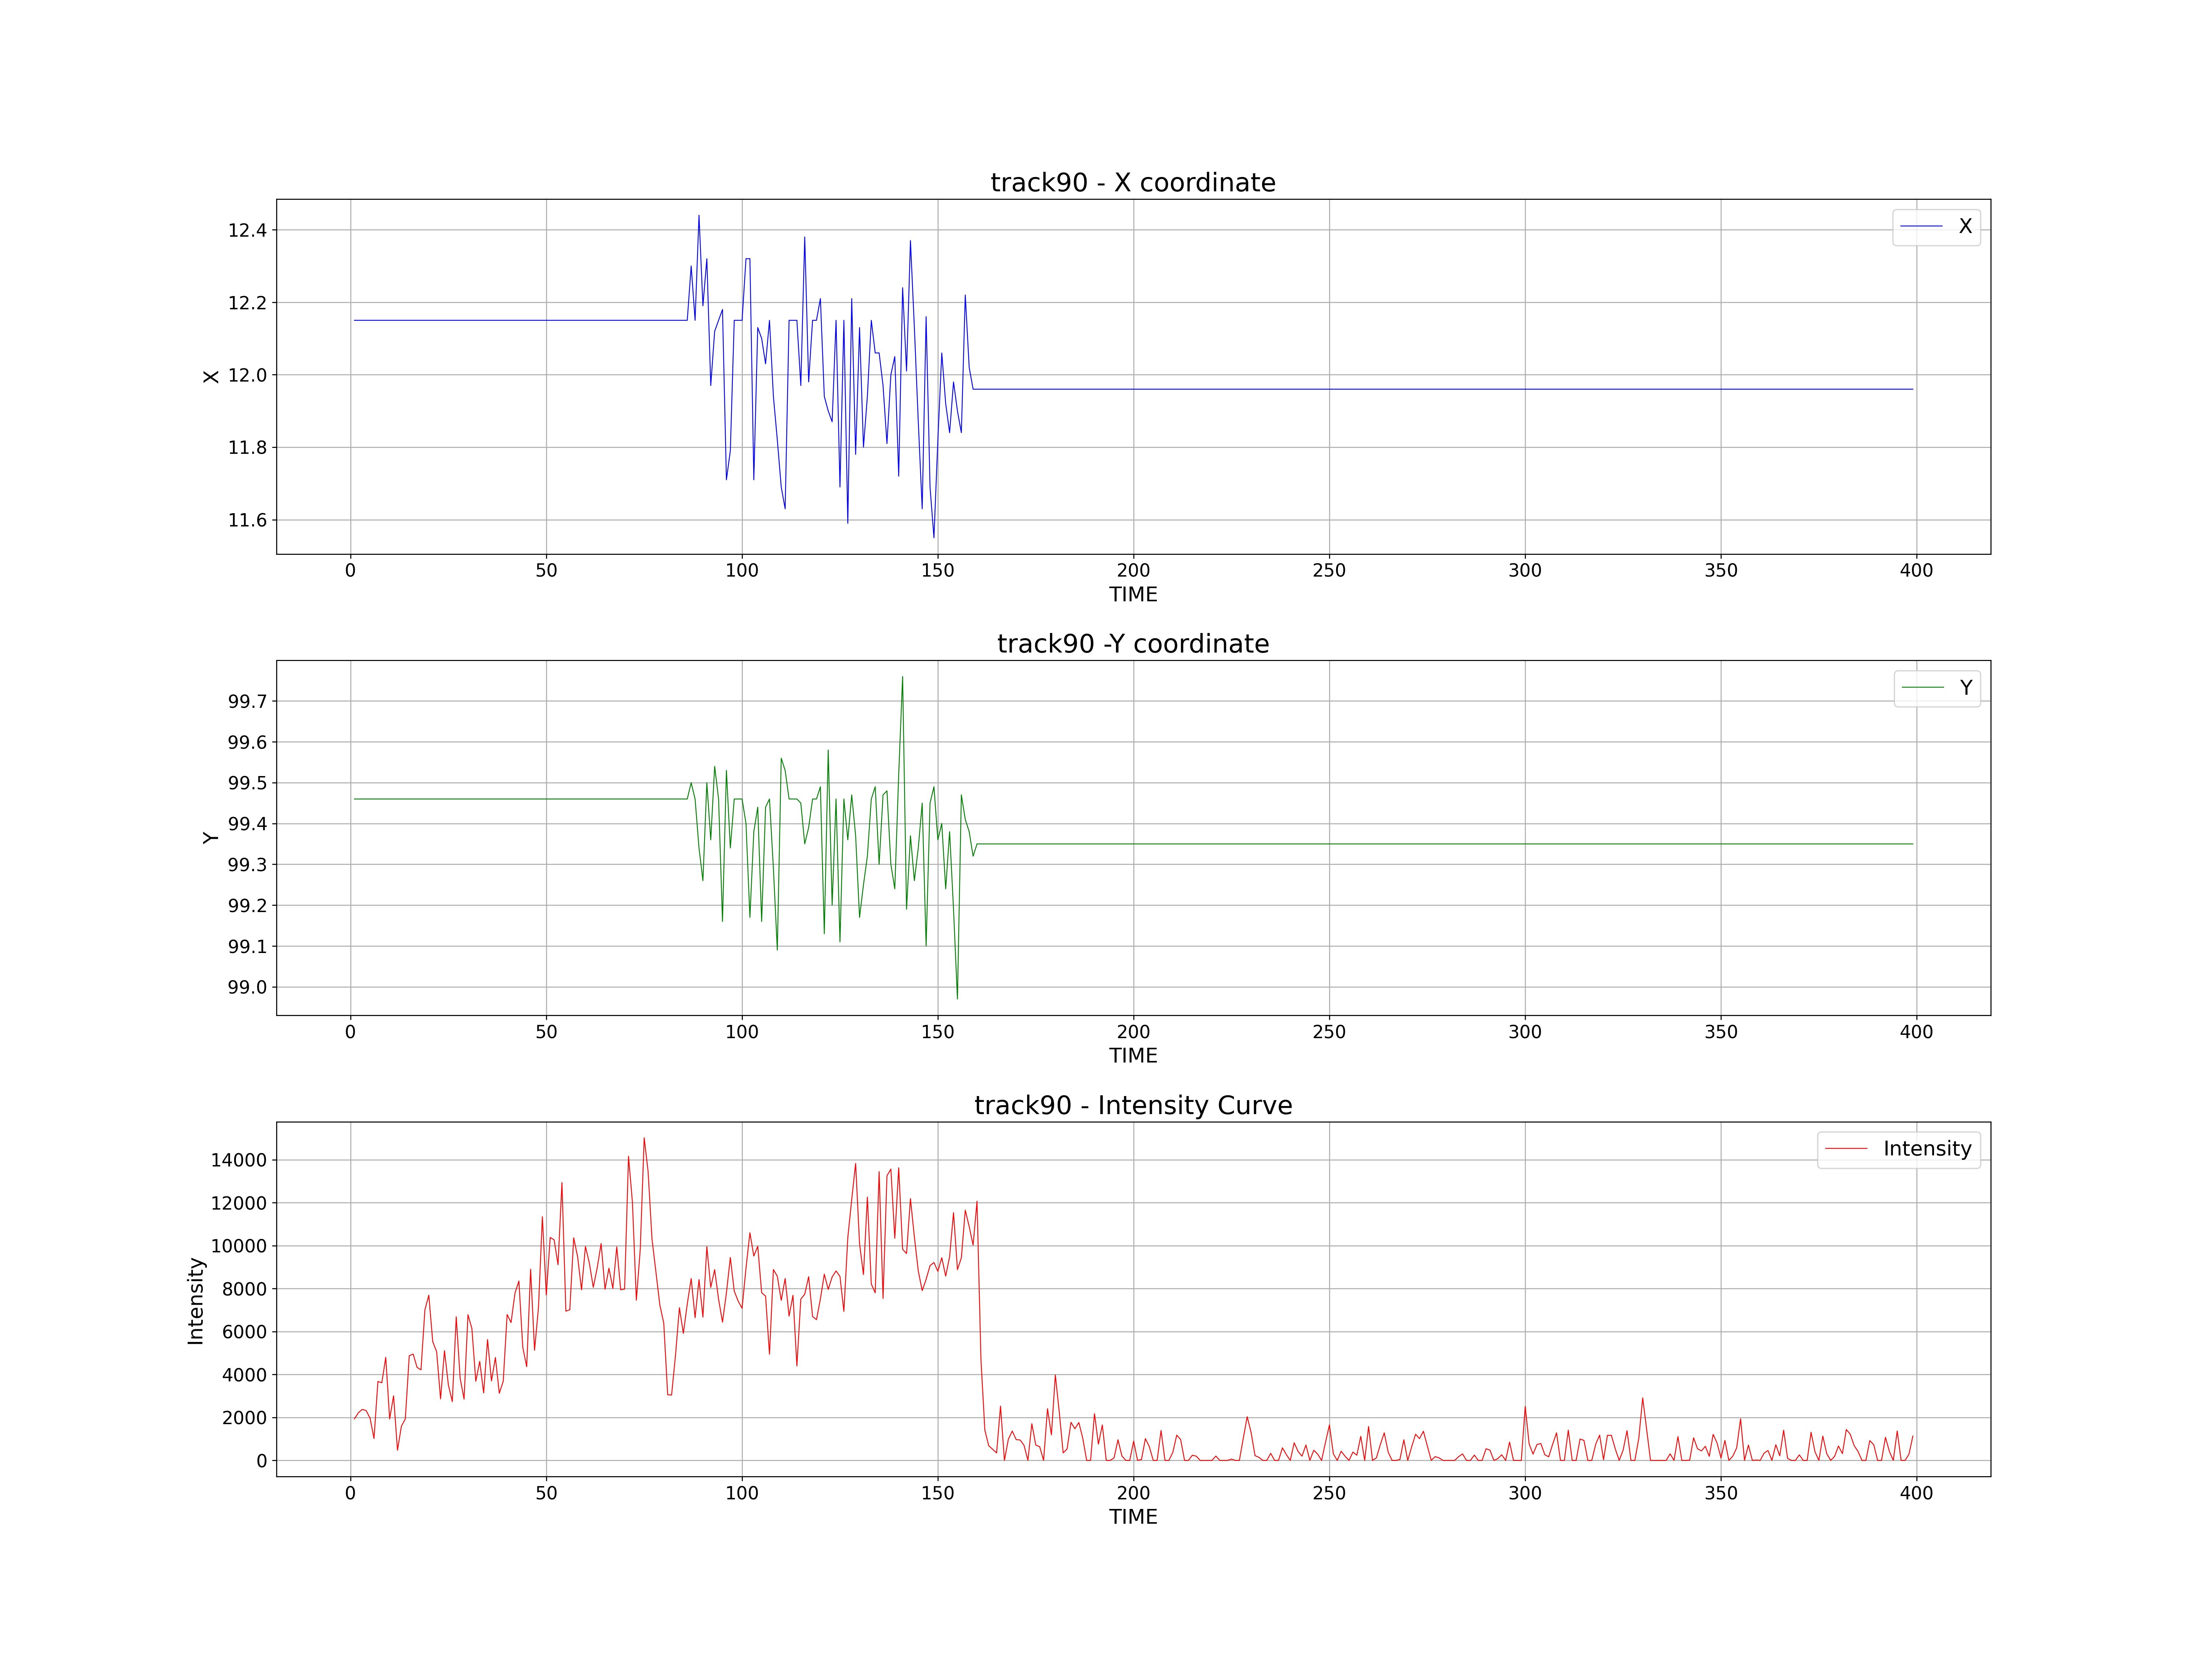 track90 - X coordinate
X
12.4
12.2
12.0
11.8
11.6
X
0 50 100 150 200 250 300 350 400
TIME
track90 -Y coordinate
Y
99.7
99.6
99.5
99.4
99.3
99.2
99.1
99.0
Y
0 50 100 150 200 250 300 350 400
TIME
track90 - Intensity Curve
Intensity
14000
12000
10000
8000
6000
4000
2000
0
Intensity
0 50 100 150 200 250 300 350 400
TIME